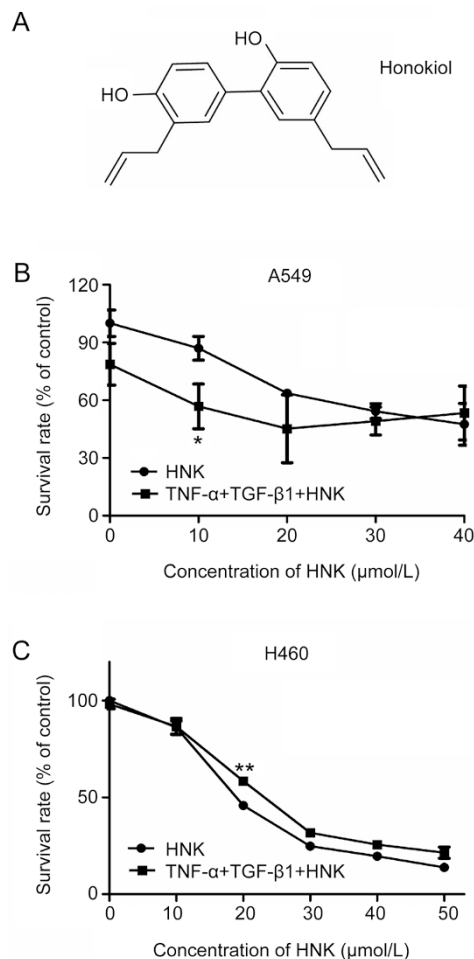 A
HO
HO
Honokiol
B
A549
Survival rate (% of control)
120
90
60
30
0
*
HNK
TNF-α+TGF-β1+HNK
0 10 20 30 40
Concentration of HNK (µmol/L)
C
H460
Survival rate (% of control)
100
50
0
**
HNK
TNF-α+TGF-β1+HNK
0 10 20 30 40 50
Concentration of HNK (µmol/L)